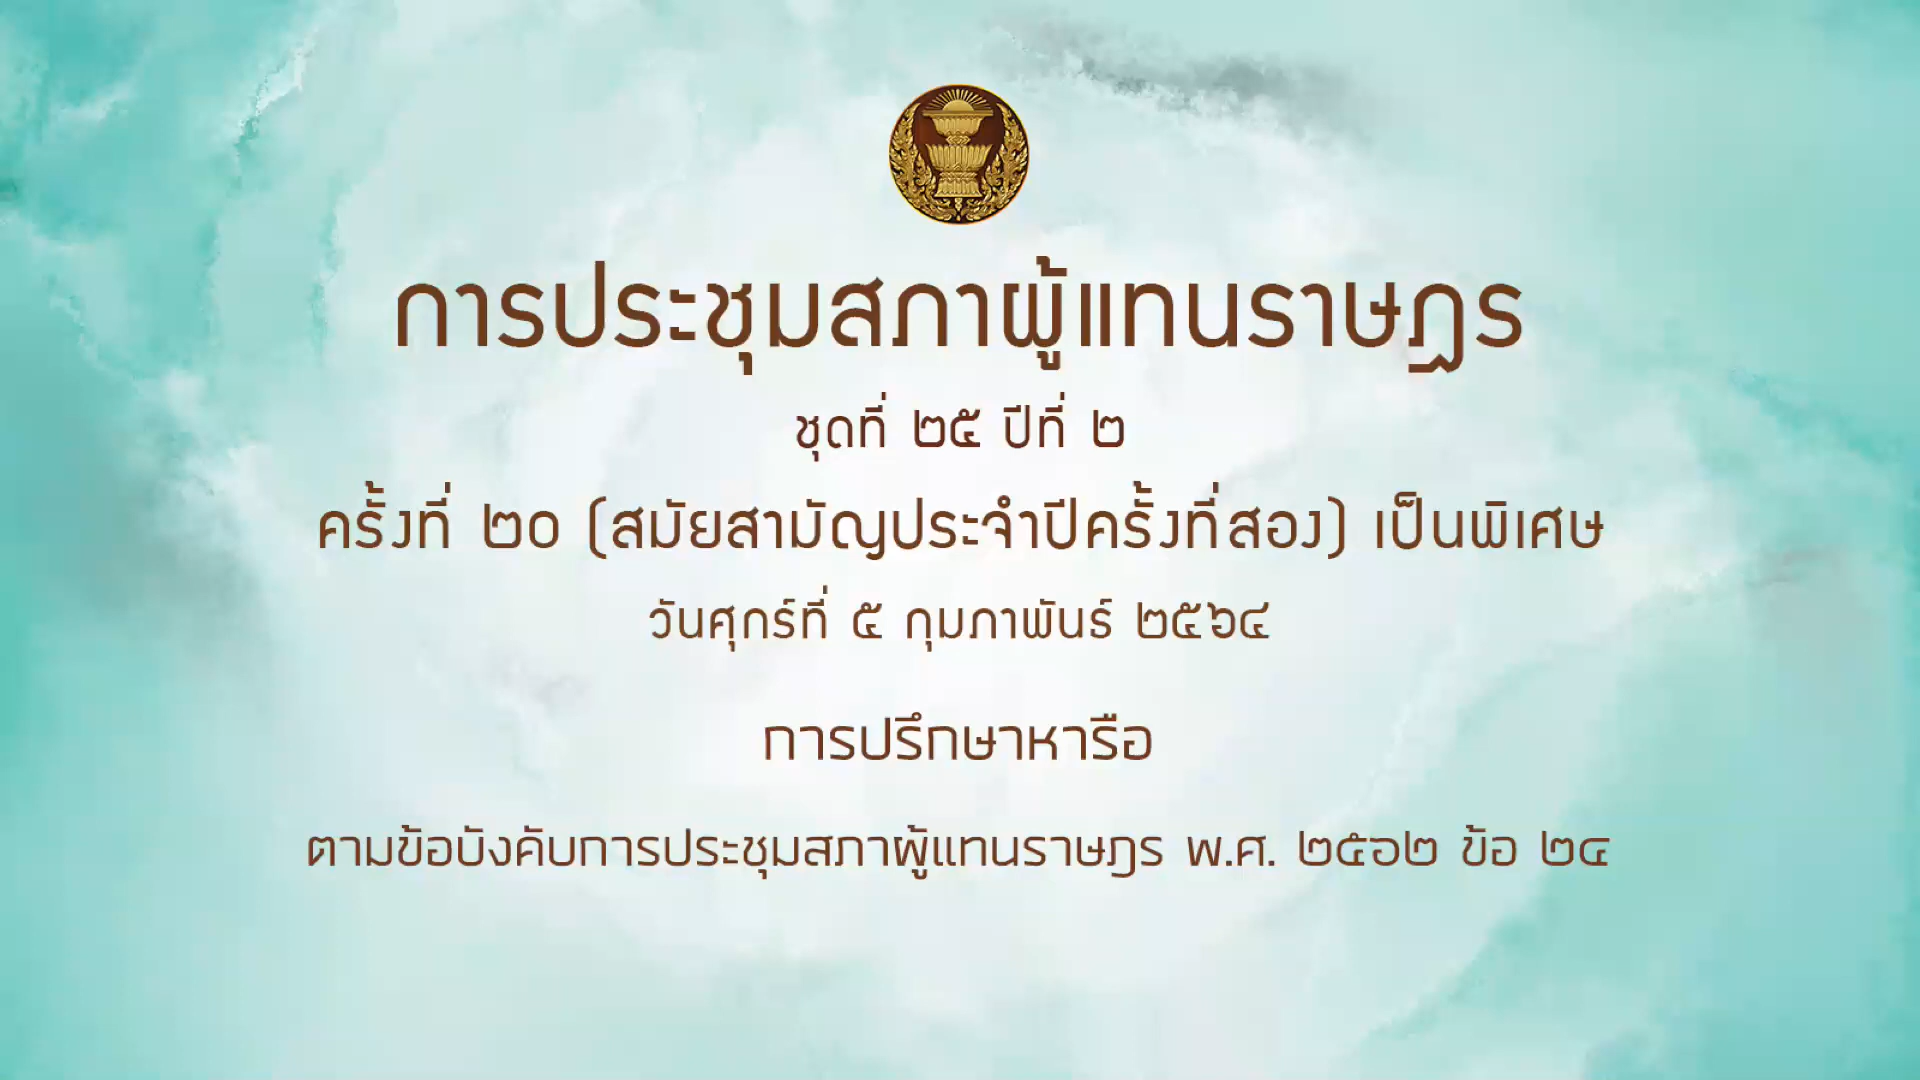 การประชุมสภาผู้แทนราษฎร
ชุดที่ ๒๕ ปีที่ ๒
ครั้งที่ ๒๐ (สมัยสามัญประจำปีครั้งที่สอง) เป็นพิเศษ
วันศุกร์ที่ ๕ กุมภาพันธ์ ๒๕๖๔
การปรึกษาหารือ
ตามข้อบังคับการประชุมสภาผู้แทนราษฎร พ.ศ. ๒๕๖๒ ข้อ ๒๔